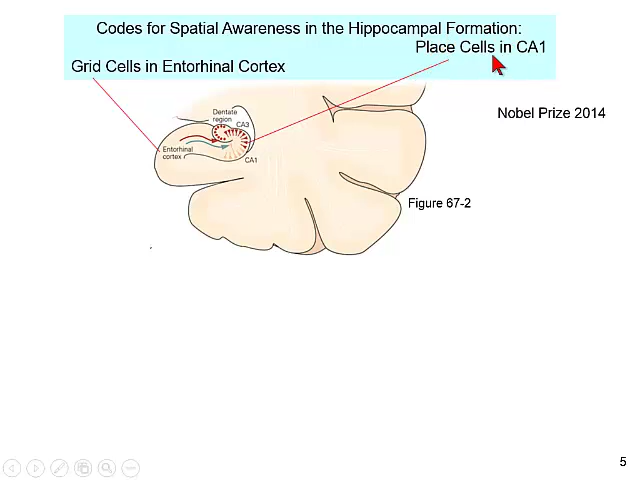 Codes for Spatial Awareness in the Hippocampal Formation:
Place Cells in CA1
Grid Cells in Entorhinal Cortex
Nobel Prize 2014
Dentate
region
CA3
Entorhinal
cortex
CA1
Figure 67-2
5